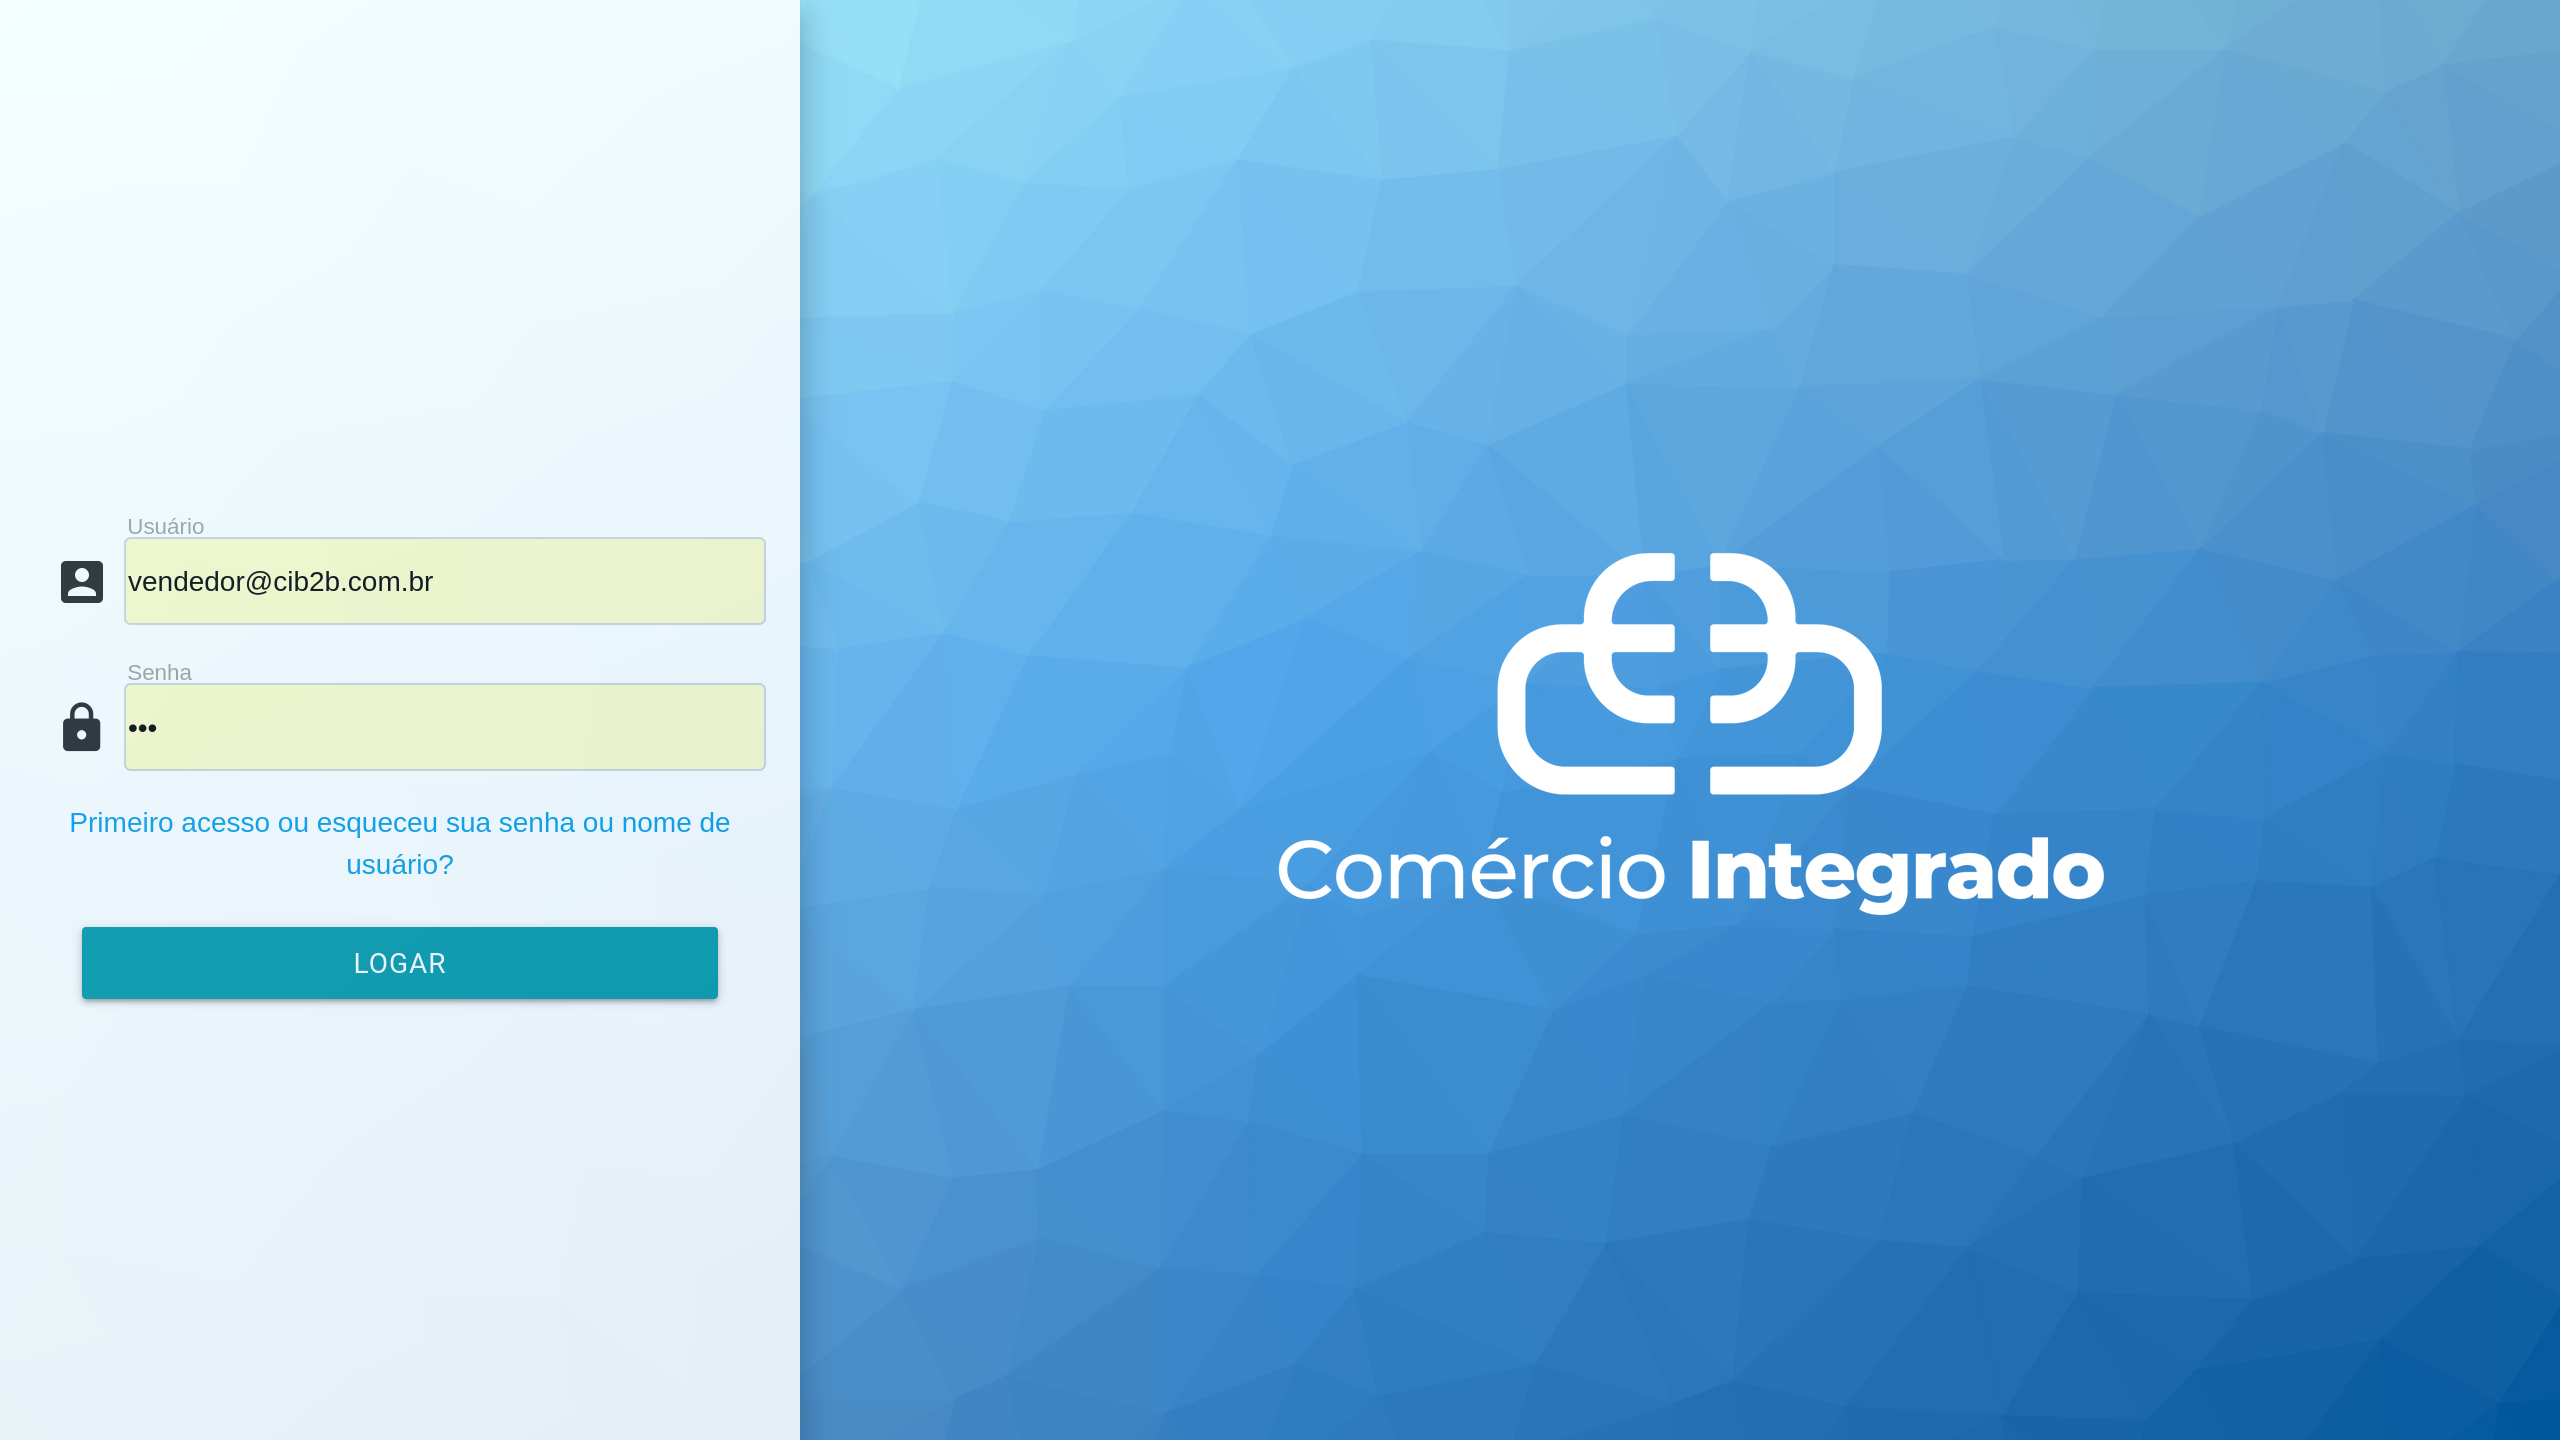 Usuário
vendedor@cib2b.com.br
Senha
•••
Primeiro acesso ou esqueceu sua senha ou nome de
usuário?
LOGAR
Comércio Integrado